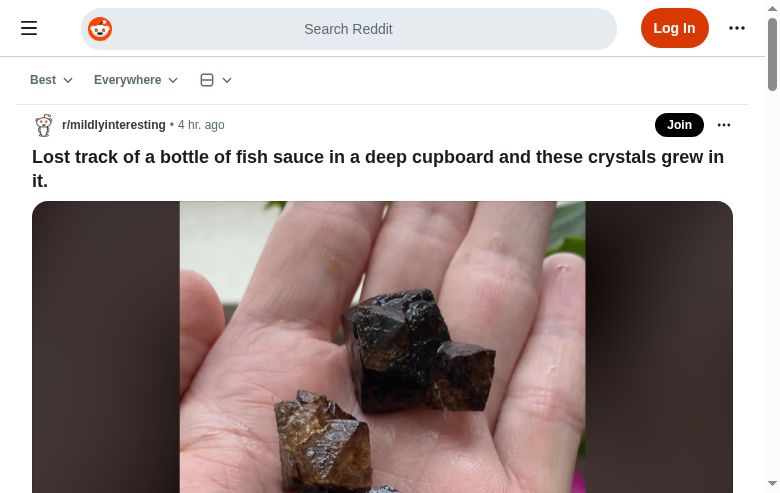 Search Reddit
Log In
Best
Everywhere
r/mildlyinteresting • 4 hr. ago
Join
Lost track of a bottle of fish sauce in a deep cupboard and these crystals grew in
it.